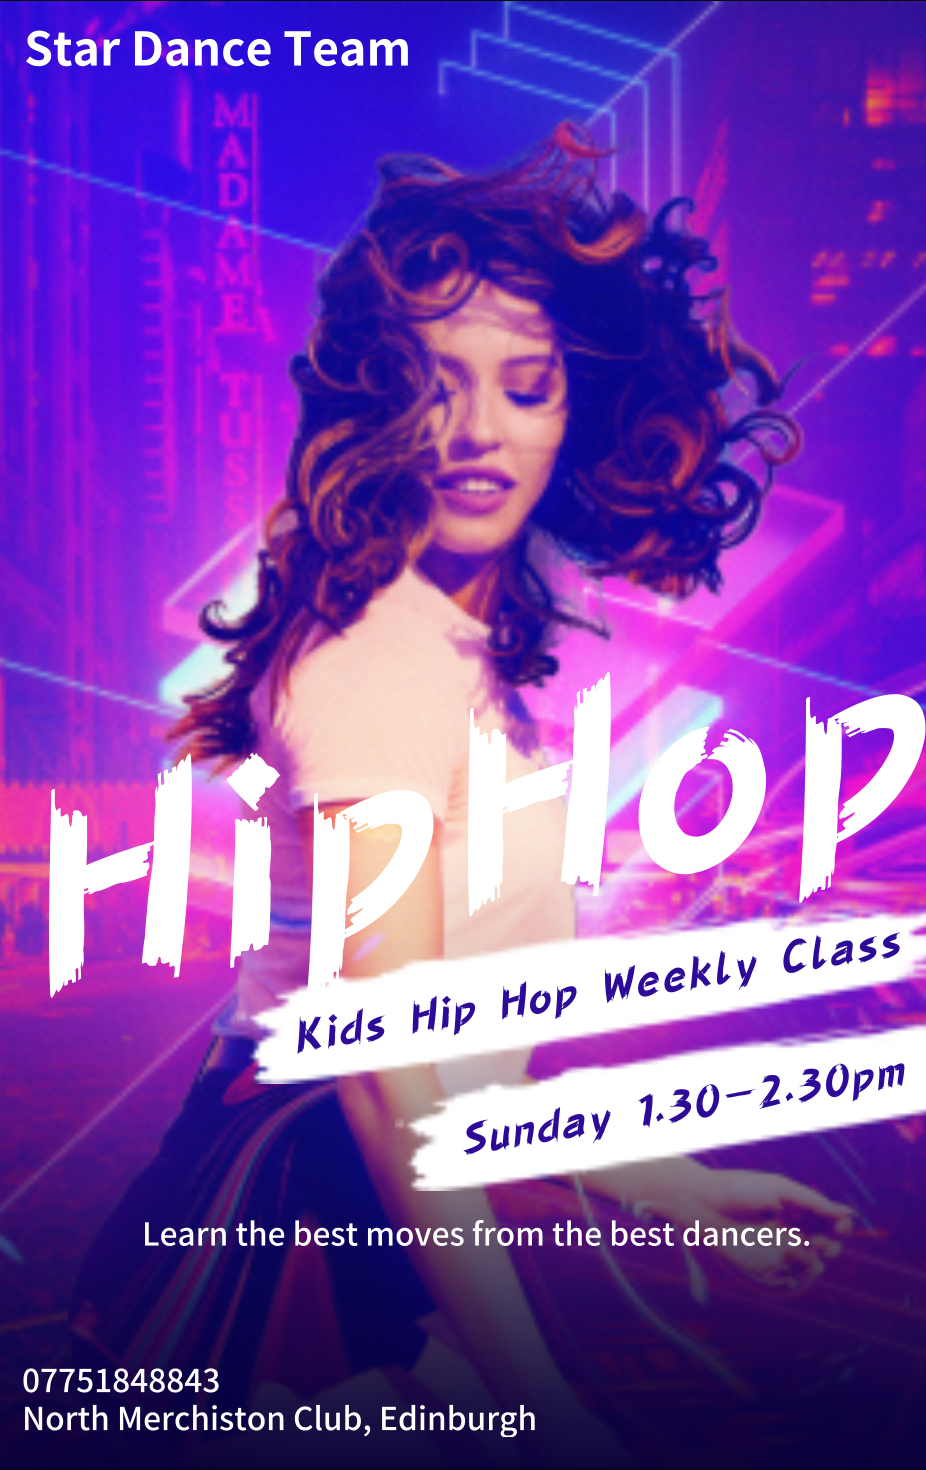 Star Dance Team
MADAME TUSS
HipHop
Kids Hip Hop Weekly Class
Sunday 1.30-2.30pm
Learn the best moves from the best dancers.
07751848843
North Merchiston Club, Edinburgh